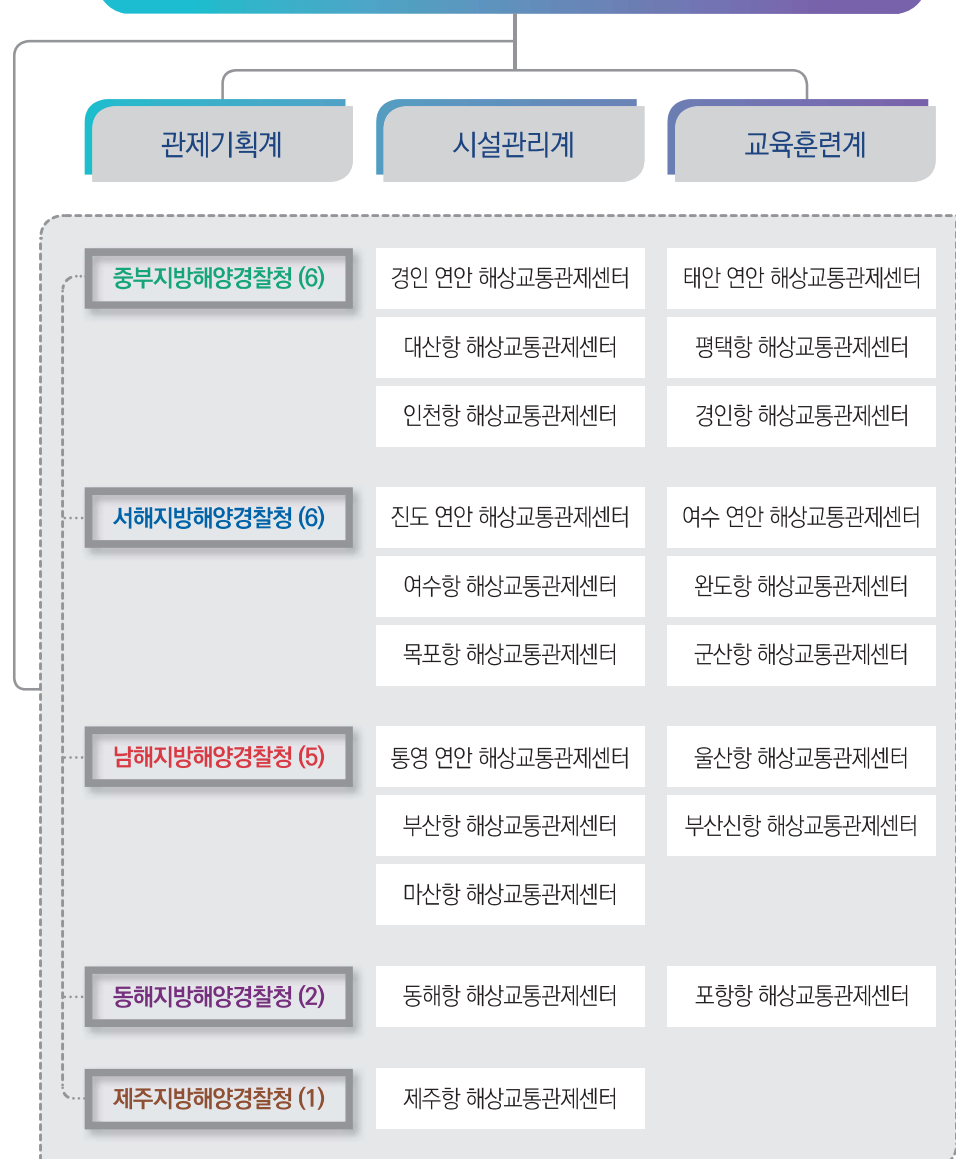 관제기획계
시설관리계
교육훈련계
중부지방해양경찰청 (6)
경인 연안 해상교통관제센터
태안 연안 해상교통관제센터
대산항 해상교통관제센터
평택항 해상교통관제센터
인천항 해상교통관제센터
경인항 해상교통관제센터
서해지방해양경찰청 (6)
진도 연안 해상교통관제센터
여수 연안 해상교통관제센터
여수항 해상교통관제센터
완도항 해상교통관제센터
목포항 해상교통관제센터
군산항 해상교통관제센터
남해지방해양경찰청 (5)
통영 연안 해상교통관제센터
울산항 해상교통관제센터
부산항 해상교통관제센터
부산신항 해상교통관제센터
마산항 해상교통관제센터
동해지방해양경찰청 (2)
동해항 해상교통관제센터
포항항 해상교통관제센터
제주지방해양경찰청 (1)
제주항 해상교통관제센터